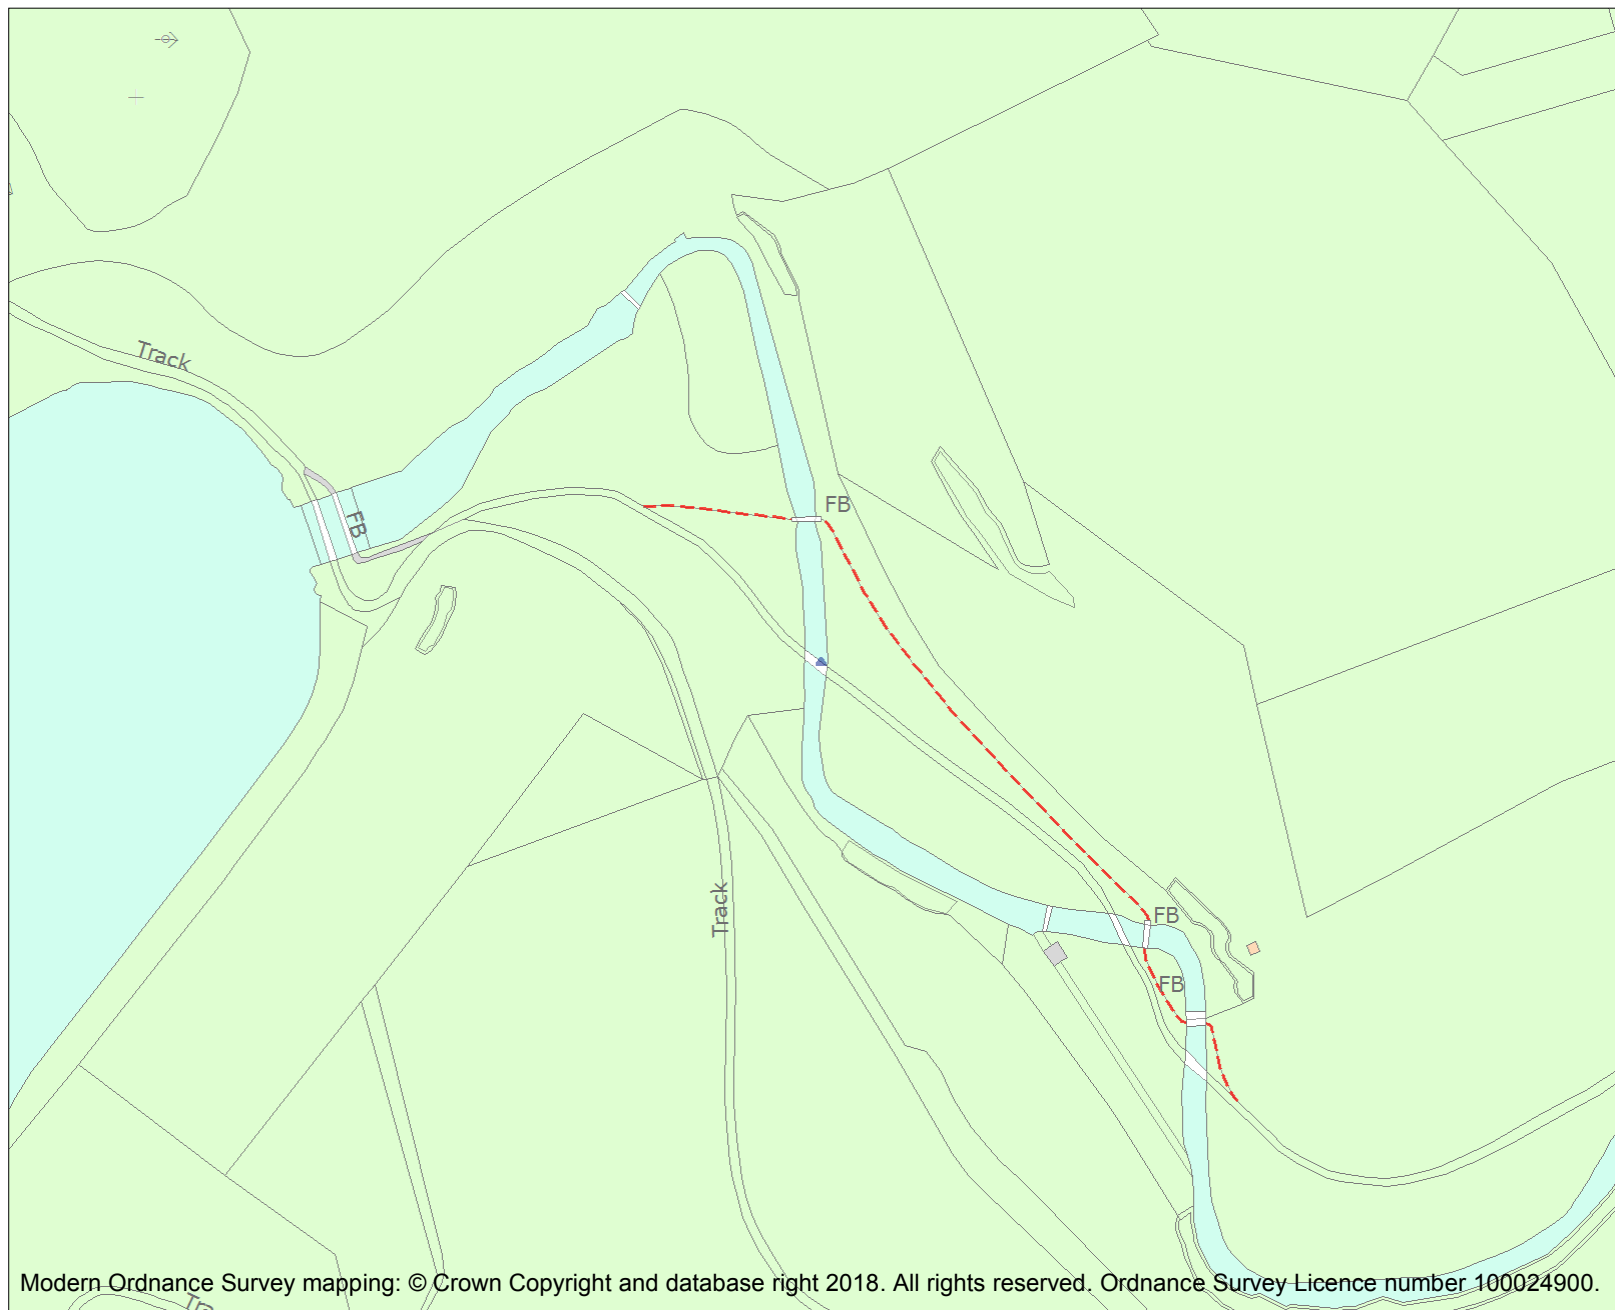 Track
FB
FB
Track
FB
FB
Modern Ordnance Survey mapping: © Crown Copyright and database right 2018. All rights reserved. Ordnance Survey Licence number 100024900.